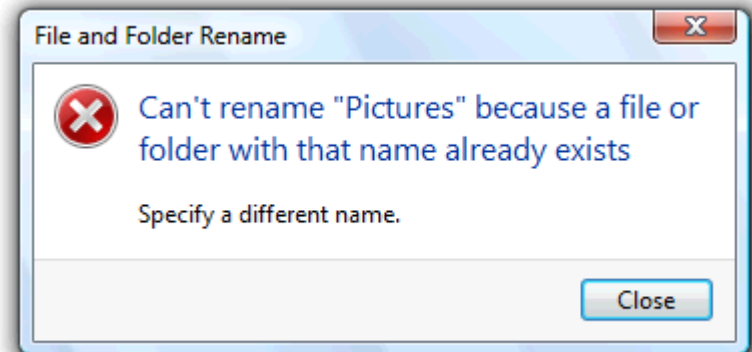 File and Folder Rename
Can't rename "Pictures" because a file or
folder with that name already exists
Specify a different name.
Close